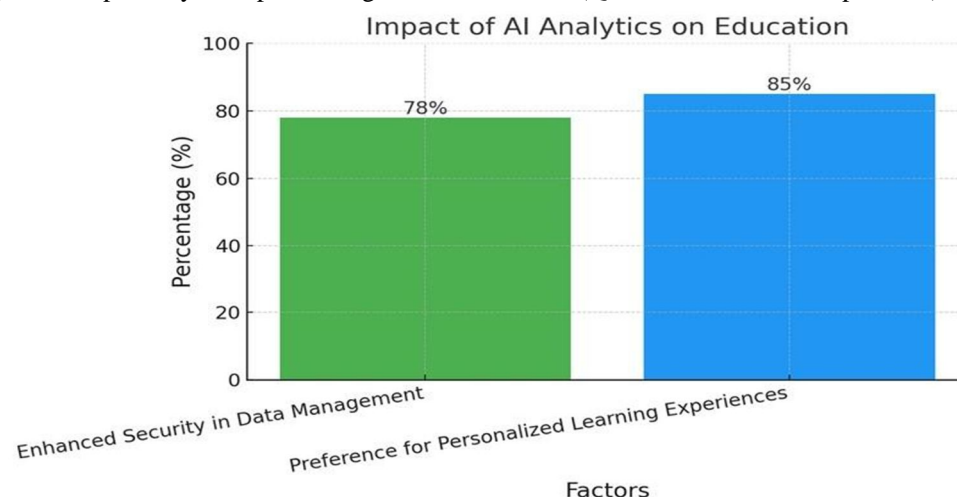 Impact of AI Analytics on Education
100
80
60
40
20
0
Percentage (%)
78%
85%
Enhanced Security in Data Management
Preference for Personalized Learning Experiences
Factors